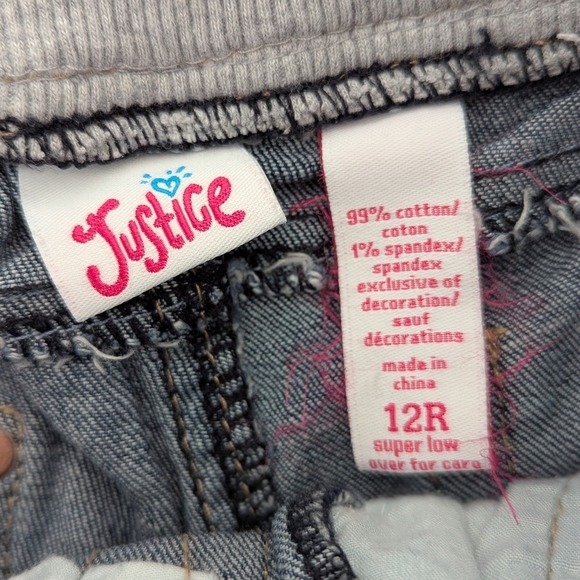 Justice
99% cotton/
coton
1% spandex/
spandex
exclusive of
decoration/
sauf
décorations
made in
china
12R
super low
over for care